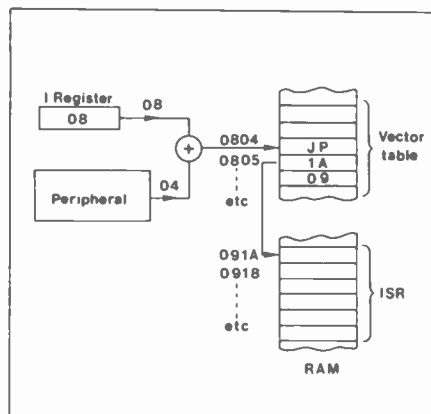 I Register
08
08
Peripheral
04
0804
0805
etc
JP
1A
09
Vector
table
091A
0918
etc
ISR
RAM